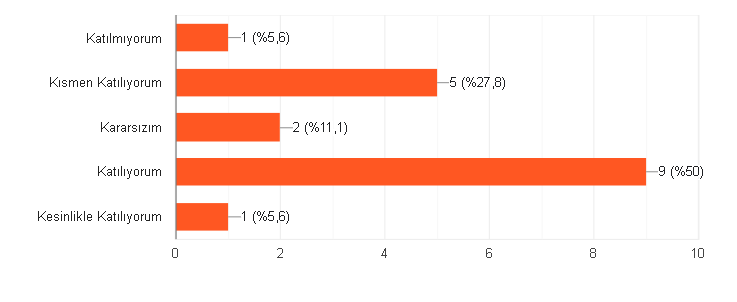 Katılmıyorum
1 (%5,6)
Kısmen Katılıyorum
5 (%27,8)
Kararsızım
2 (%11,1)
Katılıyorum
9 (%50)
Kesinlikle Katılıyorum
1 (%5,6)
0 2 4 6 8 10